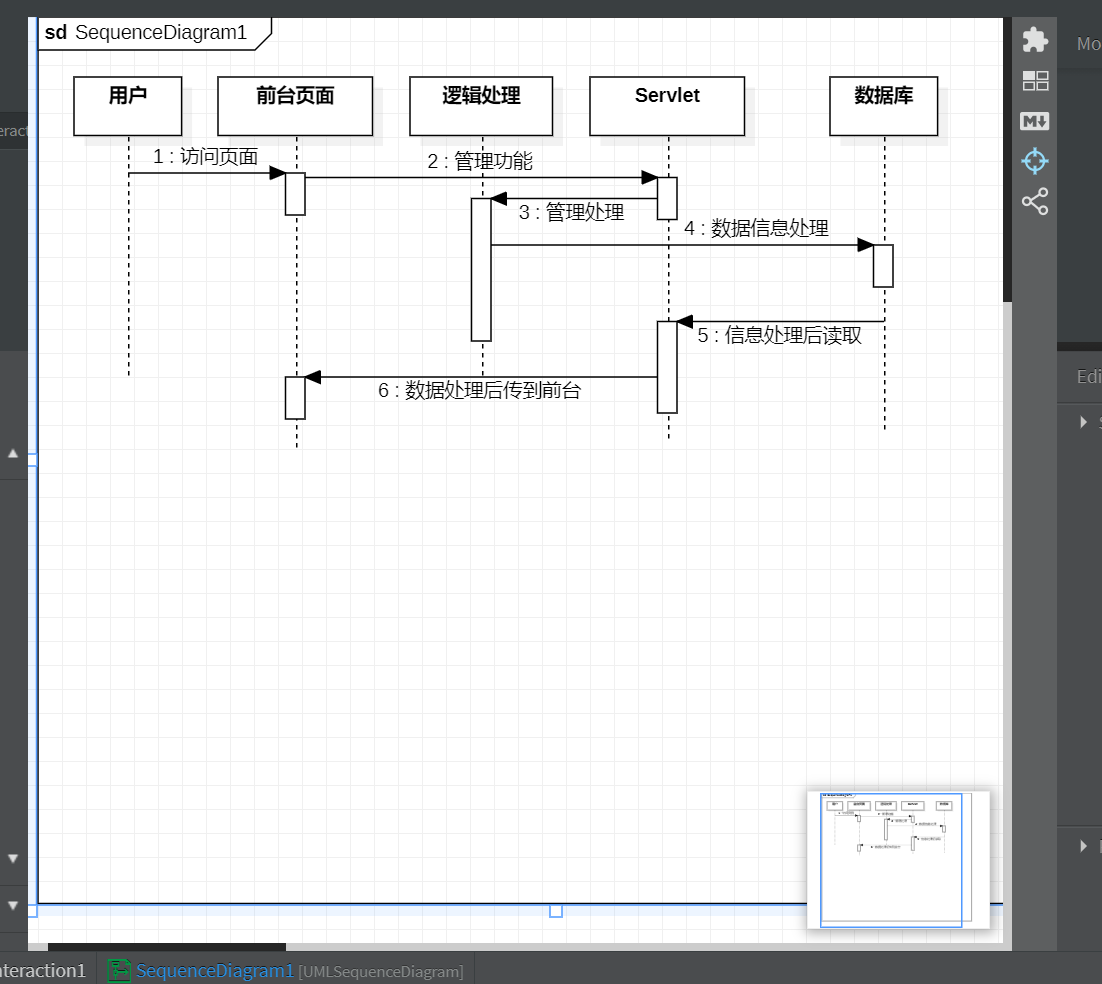 sd SequenceDiagram1
用户 前台页面 逻辑处理 Servlet 数据库
1 : 访问页面
2 : 管理功能
3 : 管理处理
4 : 数据信息处理
5 : 信息处理后读取
6 : 数据处理后传到前台
M
Mo
eract
Edi
nteraction1 SequenceDiagram1 [UMLSequenceDiagram]